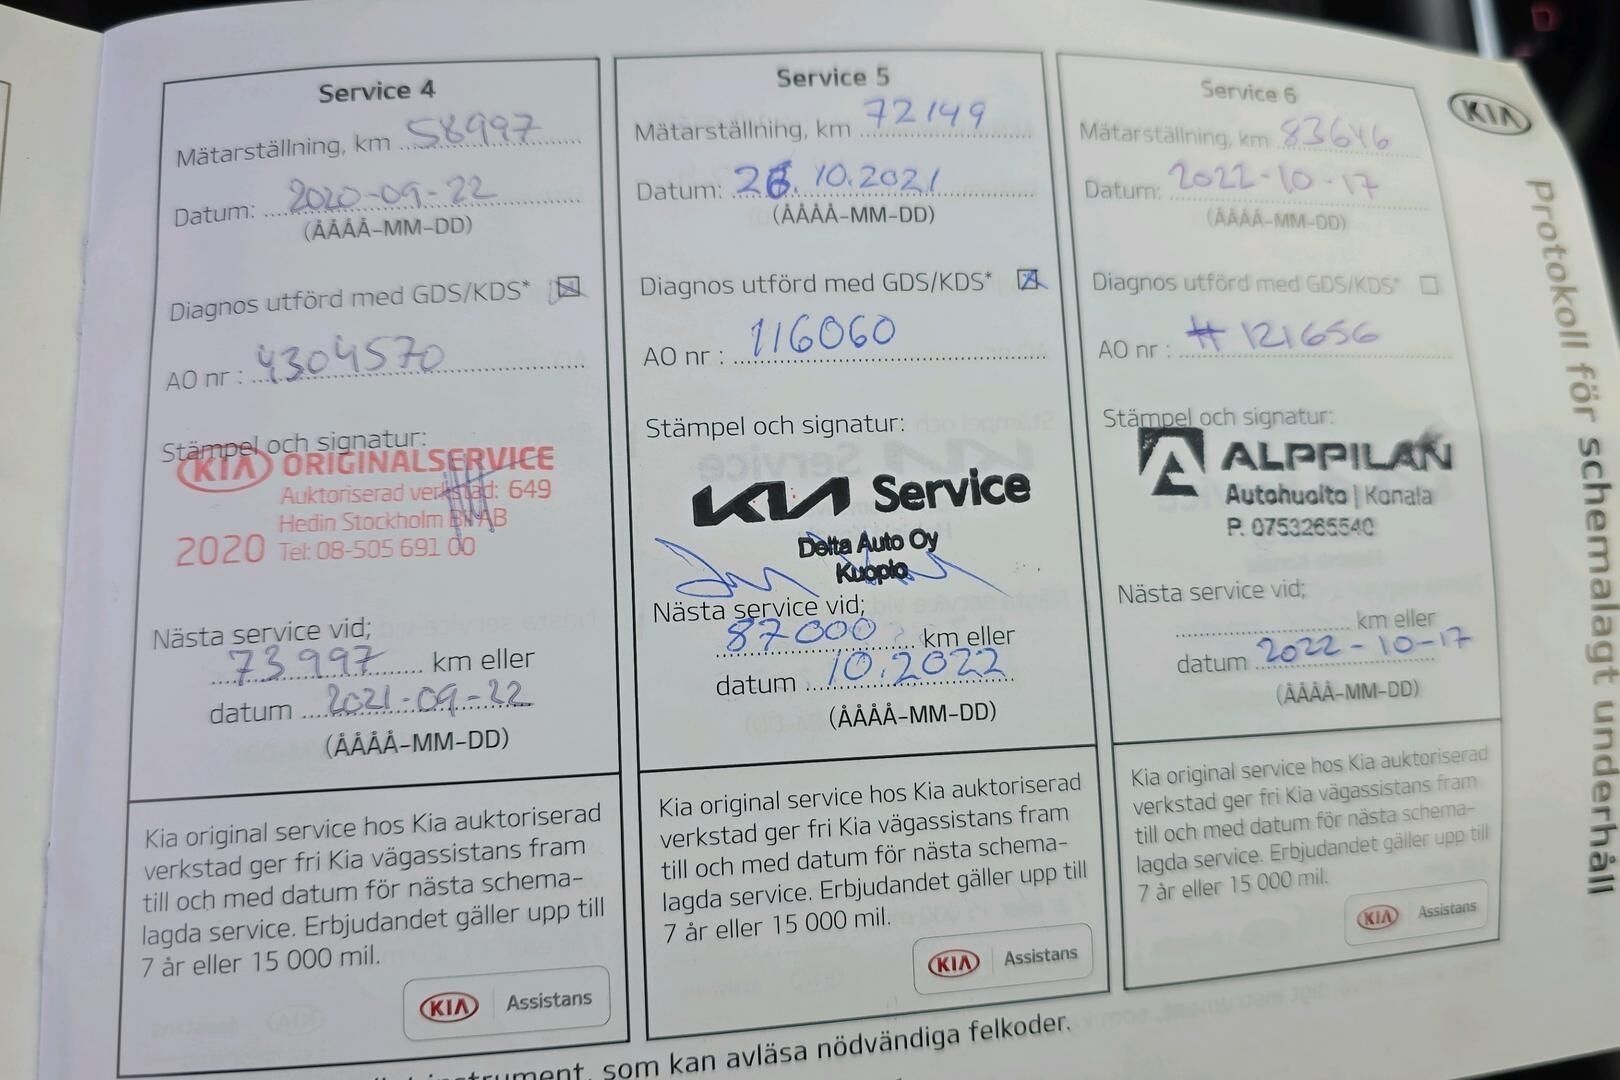 Service 4
Mätarställning, km 58997
Datum: 2020-09-22
(ÅÅÅÅ-MM-DD)
Diagnos utförd med GDS/KDS*
AO nr : 4304570
Stämpel och signatur:
KIA ORIGINALSERVICE
Auktoriserad verkstad: 649
Hedin Stockholm Bil AB
2020 Tel: 08-505 691 00
Nästa service vid;
73997 km eller
datum 2021-09-22
(ÅÅÅÅ-MM-DD)
Kia original service hos Kia auktoriserad
verkstad ger fri Kia vägassistans fram
till och med datum för nästa schema-
lagda service. Erbjudandet gäller upp till
7 år eller 15 000 mil.
KIA Assistans
Service 5
Mätarställning, km 72149
Datum: 26.10.2021
(ÅÅÅÅ-MM-DD)
Diagnos utförd med GDS/KDS*
AO nr : 116060
Stämpel och signatur:
KIA Service
Delta Auto Oy
Kuopio
Nästa service vid;
87000 km eller
datum 10.2022
(ÅÅÅÅ-MM-DD)
Kia original service hos Kia auktoriserad
verkstad ger fri Kia vägassistans fram
till och med datum för nästa schema-
lagda service. Erbjudandet gäller upp till
7 år eller 15 000 mil.
KIA Assistans
Service 6
Mätarställning, km 83646
Datum: 2022-10-17
(ÅÅÅÅ-MM-DD)
Diagnos utförd med GDS/KDS*
AO nr : # 121656
Stämpel och signatur:
ALPPILAN
Autohuolto | Konala
P. 0753265540
Nästa service vid;
km eller
datum 2022-10-17
(ÅÅÅÅ-MM-DD)
Kia original service hos Kia auktoriserad
verkstad ger fri Kia vägassistans fram
till och med datum för nästa schema-
lagda service. Erbjudandet gäller upp till
7 år eller 15 000 mil.
KIA Assistans
KIA
Protokoll för schemalagt underhåll
som kan avläsa nödvändiga felkoder.